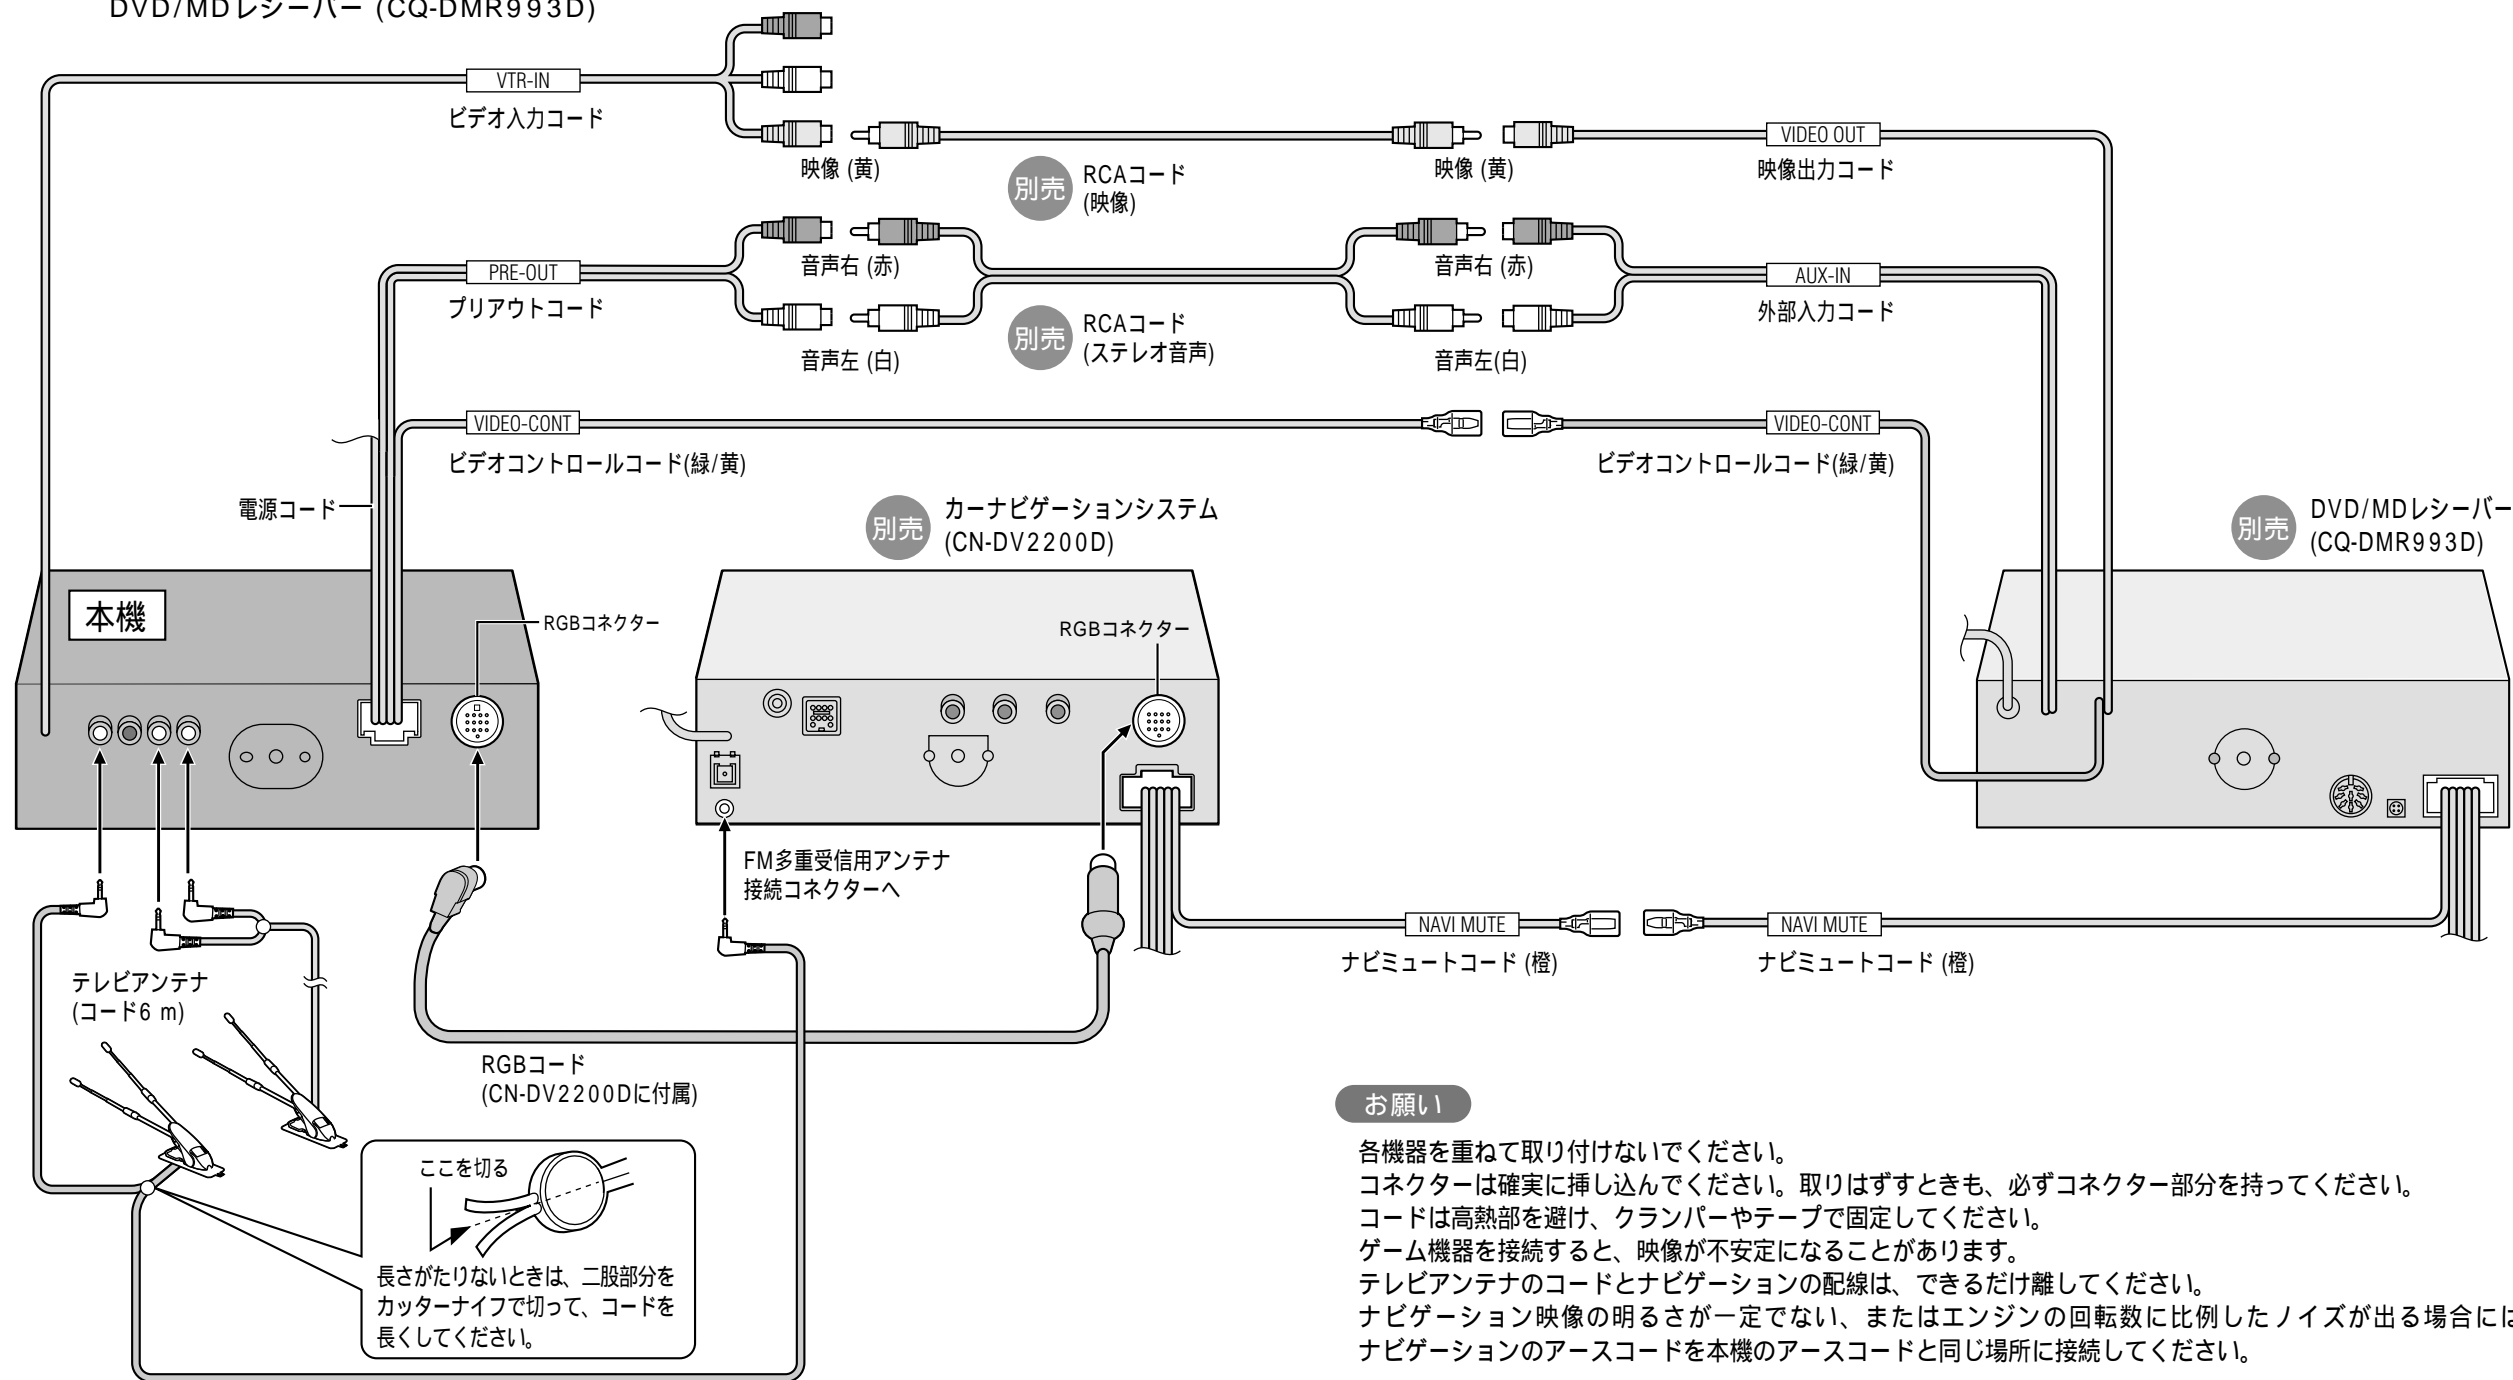 DVD/MDレシーバー (CQ-DMR993D)
VTR-IN
ビデオ入力コード
映像 (黄)
別売
RCAコード
(映像)
映像 (黄)
VIDEO OUT
映像出力コード
PRE-OUT
プリアウトコード
音声右 (赤)
音声左 (白)
別売
RCAコード
(ステレオ音声)
音声右 (赤)
音声左(白)
AUX-IN
外部入力コード
VIDEO-CONT
ビデオコントロールコード(緑/黄)
VIDEO-CONT
ビデオコントロールコード(緑/黄)
電源コード
別売
カーナビゲーションシステム
(CN-DV2200D)
別売
DVD/MDレシーバー
(CQ-DMR993D)
本機
RGBコネクター
RGBコネクター
FM多重受信用アンテナ
接続コネクターへ
NAVI MUTE
ナビミュートコード (橙)
NAVI MUTE
ナビミュートコード (橙)
テレビアンテナ
(コード6 m)
RGBコード
(CN-DV2200Dに付属)
ここを切る
長さがたりないときは、二股部分を
カッターナイフで切って、コードを
長くしてください。
お願い
各機器を重ねて取り付けないでください。
コネクターは確実に挿し込んでください。取りはずすときも、必ずコネクター部分を持ってください。
コードは高熱部を避け、クランパーやテープで固定してください。
ゲーム機器を接続すると、映像が不安定になることがあります。
テレビアンテナのコードとナビゲーションの配線は、できるだけ離してください。
ナビゲーション映像の明るさが一定でない、またはエンジンの回転数に比例したノイズが出る場合には
ナビゲーションのアースコードを本機のアースコードと同じ場所に接続してください。